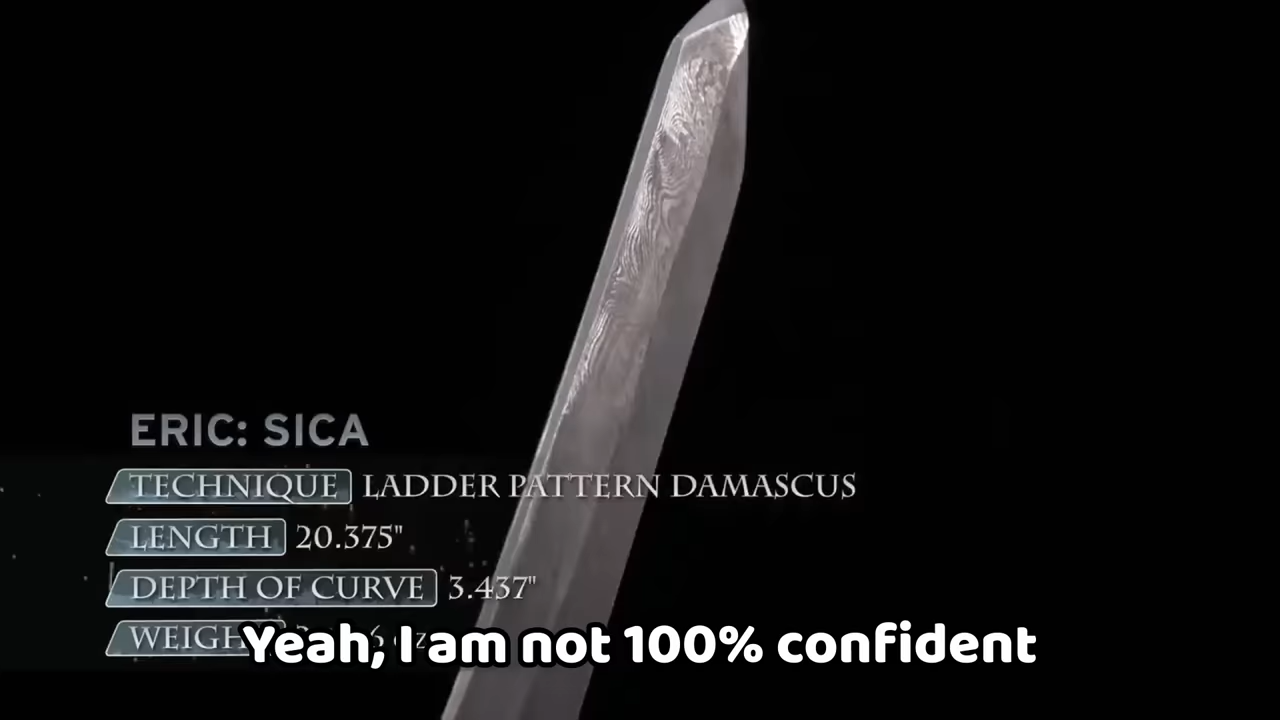 ERIC: SICA
TECHNIQUE LADDER PATTERN DAMASCUS
LENGTH 20.375"
DEPTH OF CURVE 3.437"
Yeah, I am not 100% confident